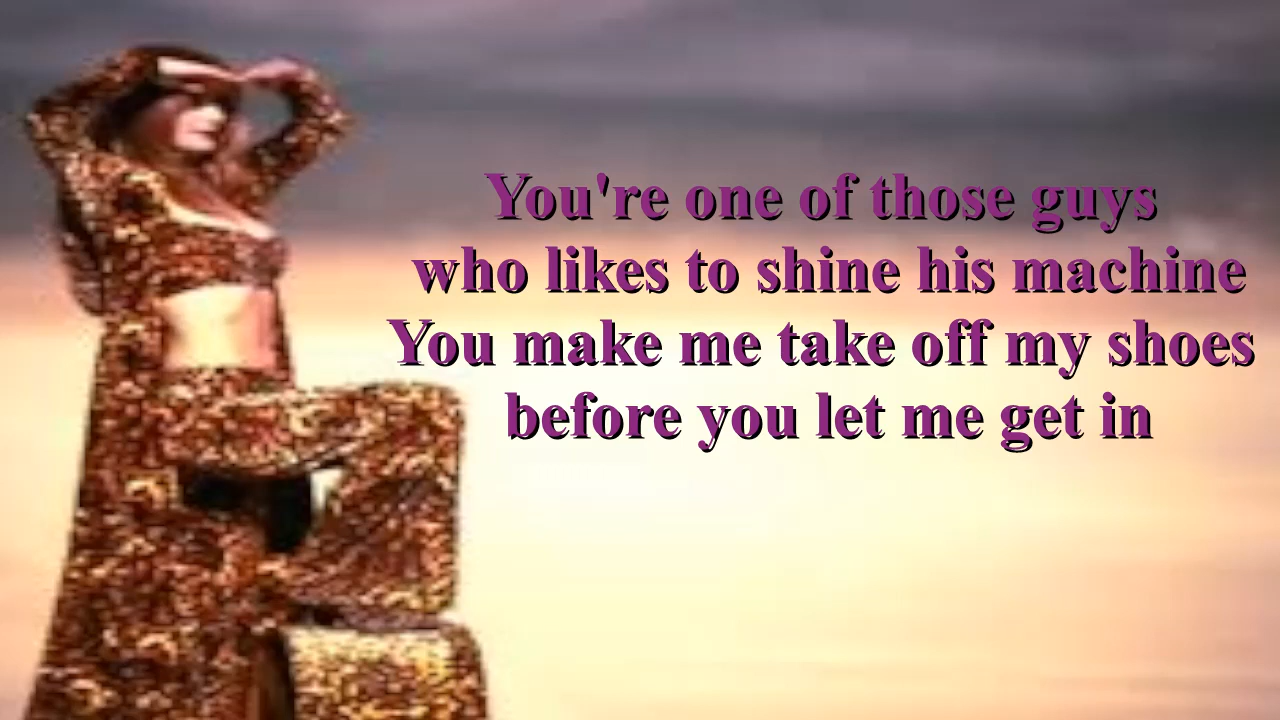 You're one of those guys
who likes to shine his machine
You make me take off my shoes
before you let me get in